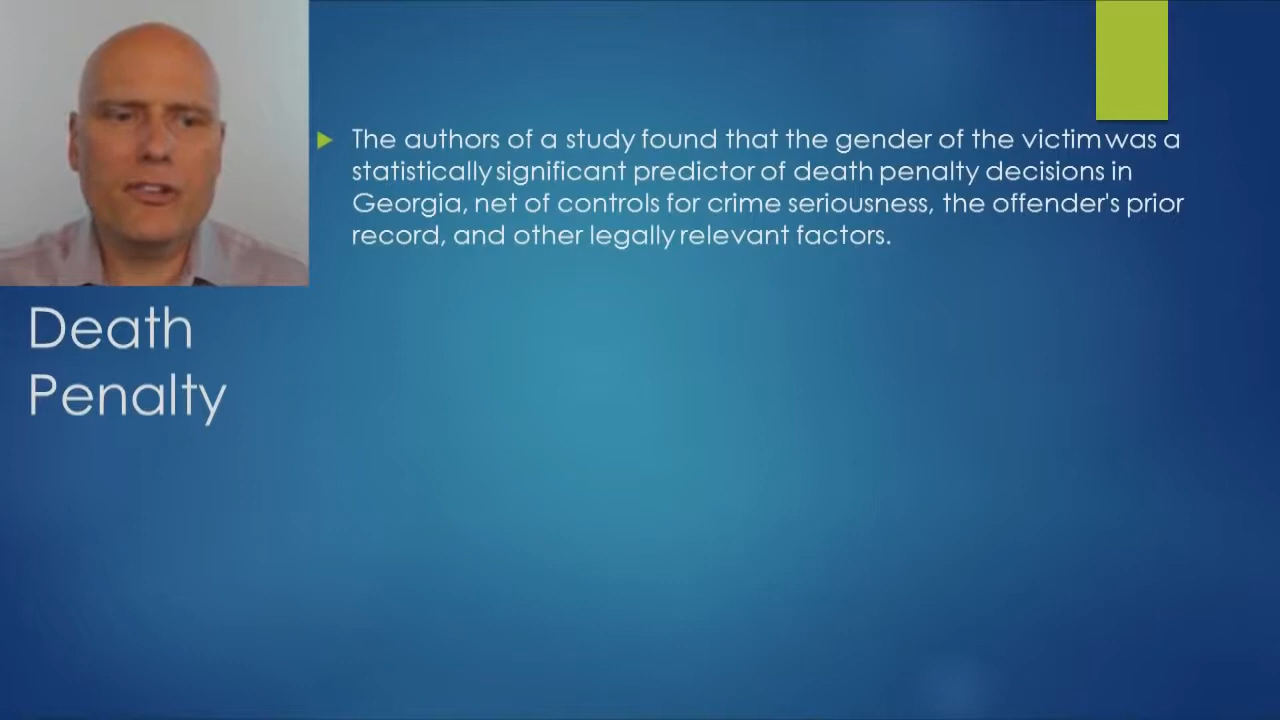 The authors of a study found that the gender of the victim was a
statistically significant predictor of death penalty decisions in
Georgia, net of controls for crime seriousness, the offender's prior
record, and other legally relevant factors.
Death
Penalty